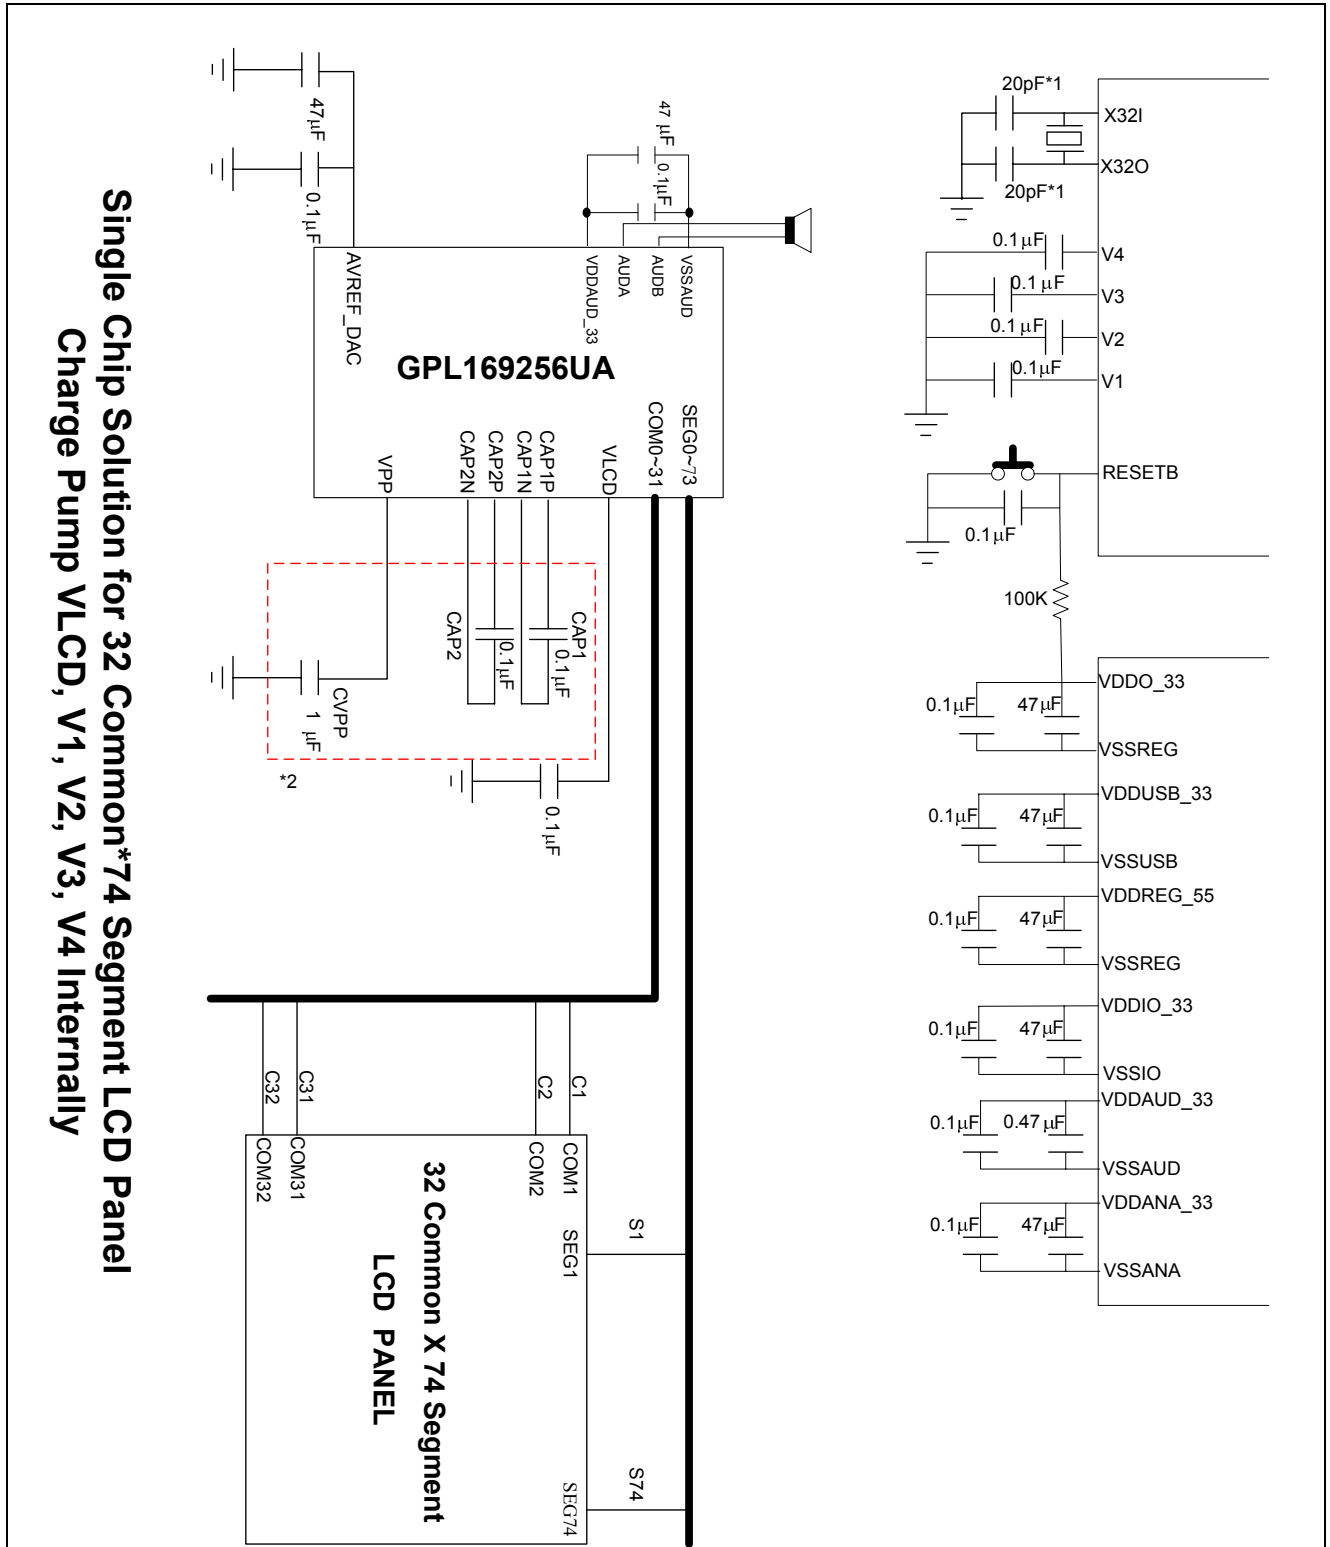 Single Chip Solution for 32 Common*74 Segment LCD Panel
Charge Pump VLCD, V1, V2, V3, V4 Internally
47μF
0.1μF
47 μF
0.1μF
AVREF_DAC
VDDAUD_33
AUDA
AUDB
VSSAUD
GPL169256UA
VPP
CAP2N
CAP2P
CAP1N
CAP1P
VLCD
COM0~31
SEG0~73
CAP2
0.1μF
CAP1
0.1μF
CVPP
1 μF
*2
0.1μF
C32
C31
C2
C1
COM32
COM31
COM2
COM1
SEG1
SEG74
S1
S74
32 Common X 74 Segment
LCD PANEL
20pF*1
X32I
X32O
20pF*1
0.1μF
V4
0.1μF
V3
0.1μF
V2
0.1μF
V1
RESETB
0.1μF
100K
VDDO_33
0.1μF
47μF
VSSREG
VDDUSB_33
0.1μF
47μF
VSSUSB
VDDREG_55
0.1μF
47μF
VSSREG
VDDIO_33
0.1μF
47μF
VSSIO
VDDAUD_33
0.1μF
0.47μF
VSSAUD
VDDANA_33
0.1μF
47μF
VSSANA